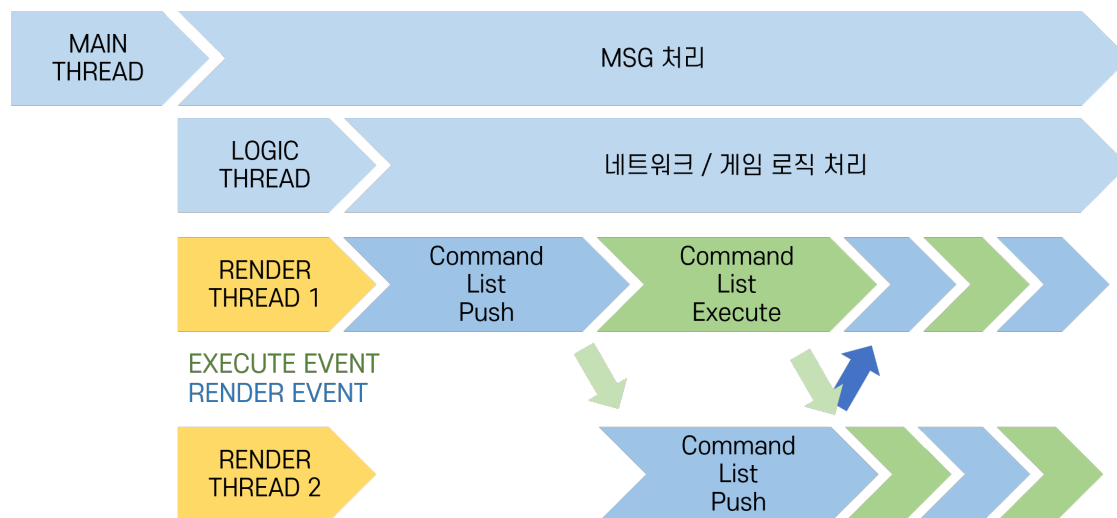 MAIN
THREAD
MSG 처리
LOGIC
THREAD
네트워크 / 게임 로직 처리
RENDER
THREAD 1
Command
List
Push
Command
List
Execute
EXECUTE EVENT
RENDER EVENT
RENDER
THREAD 2
Command
List
Push